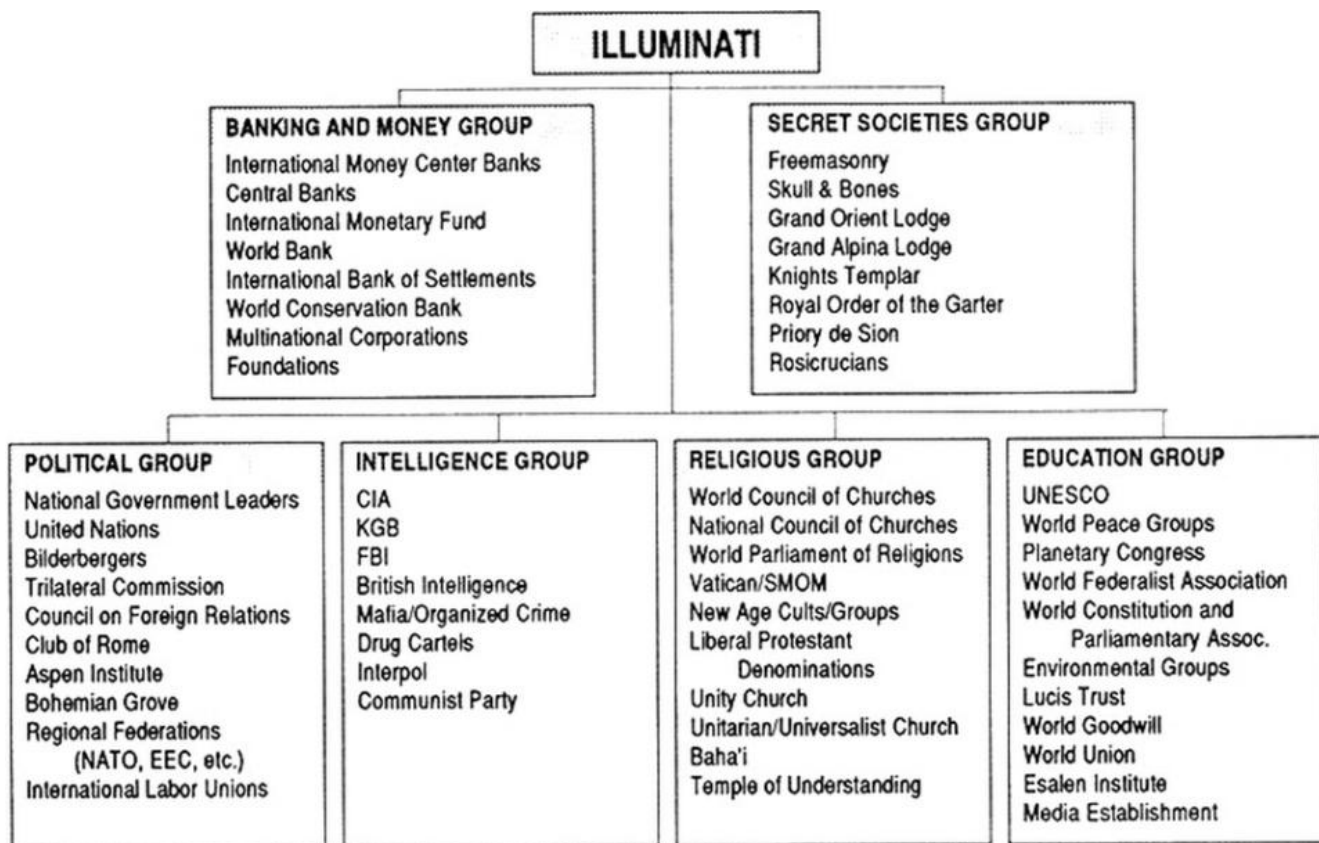 ILLUMINATI
BANKING AND MONEY GROUP
International Money Center Banks
Central Banks
International Monetary Fund
World Bank
International Bank of Settlements
World Conservation Bank
Multinational Corporations
Foundations
SECRET SOCIETIES GROUP
Freemasonry
Skull & Bones
Grand Orient Lodge
Grand Alpina Lodge
Knights Templar
Royal Order of the Garter
Priory de Sion
Rosicrucians
POLITICAL GROUP
National Government Leaders
United Nations
Bilderbergers
Trilateral Commission
Council on Foreign Relations
Club of Rome
Aspen Institute
Bohemian Grove
Regional Federations
(NATO, EEC, etc.)
International Labor Unions
INTELLIGENCE GROUP
CIA
KGB
FBI
British Intelligence
Mafia/Organized Crime
Drug Cartels
Interpol
Communist Party
RELIGIOUS GROUP
World Council of Churches
National Council of Churches
World Parliament of Religions
Vatican/SMOM
New Age Cults/Groups
Liberal Protestant
Denominations
Unity Church
Unitarian/Universalist Church
Baha'i
Temple of Understanding
EDUCATION GROUP
UNESCO
World Peace Groups
Planetary Congress
World Federalist Association
World Constitution and
Parliamentary Assoc.
Environmental Groups
Lucis Trust
World Goodwill
World Union
Esalen Institute
Media Establishment